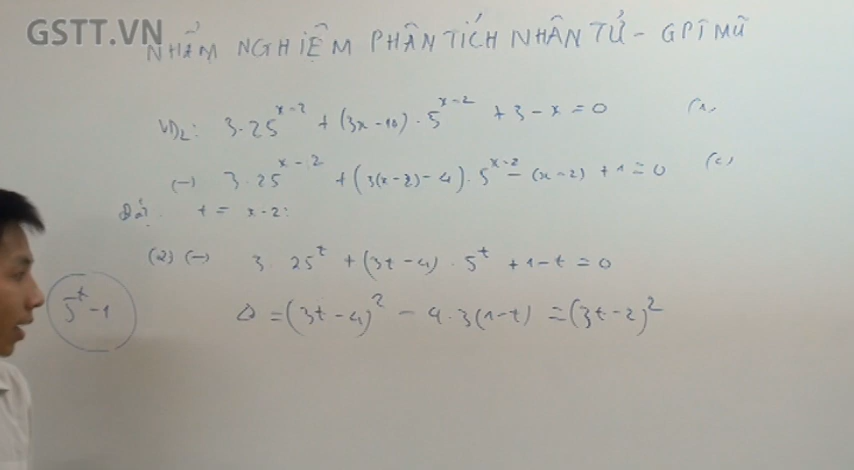 GSTT.VN
NHẨM NGHIỆM PHÂN TÍCH NHÂN TỬ - GPT MŨ
VD2: 3.25^{x-2} + (3x-10).5^{x-2} + 3 - x = 0 (1)
(-) 3.25^{x-2} + (3(x-2)-4).5^{x-2} - (x-2) + 1 = 0 (2)
Đặt t = x-2:
(2) (-) 3 25^t + (3t-4).5^t + 1-t = 0
5^t - 1
Δ = (3t-4)^2 - 4.3(1-t) = (3t-2)^2